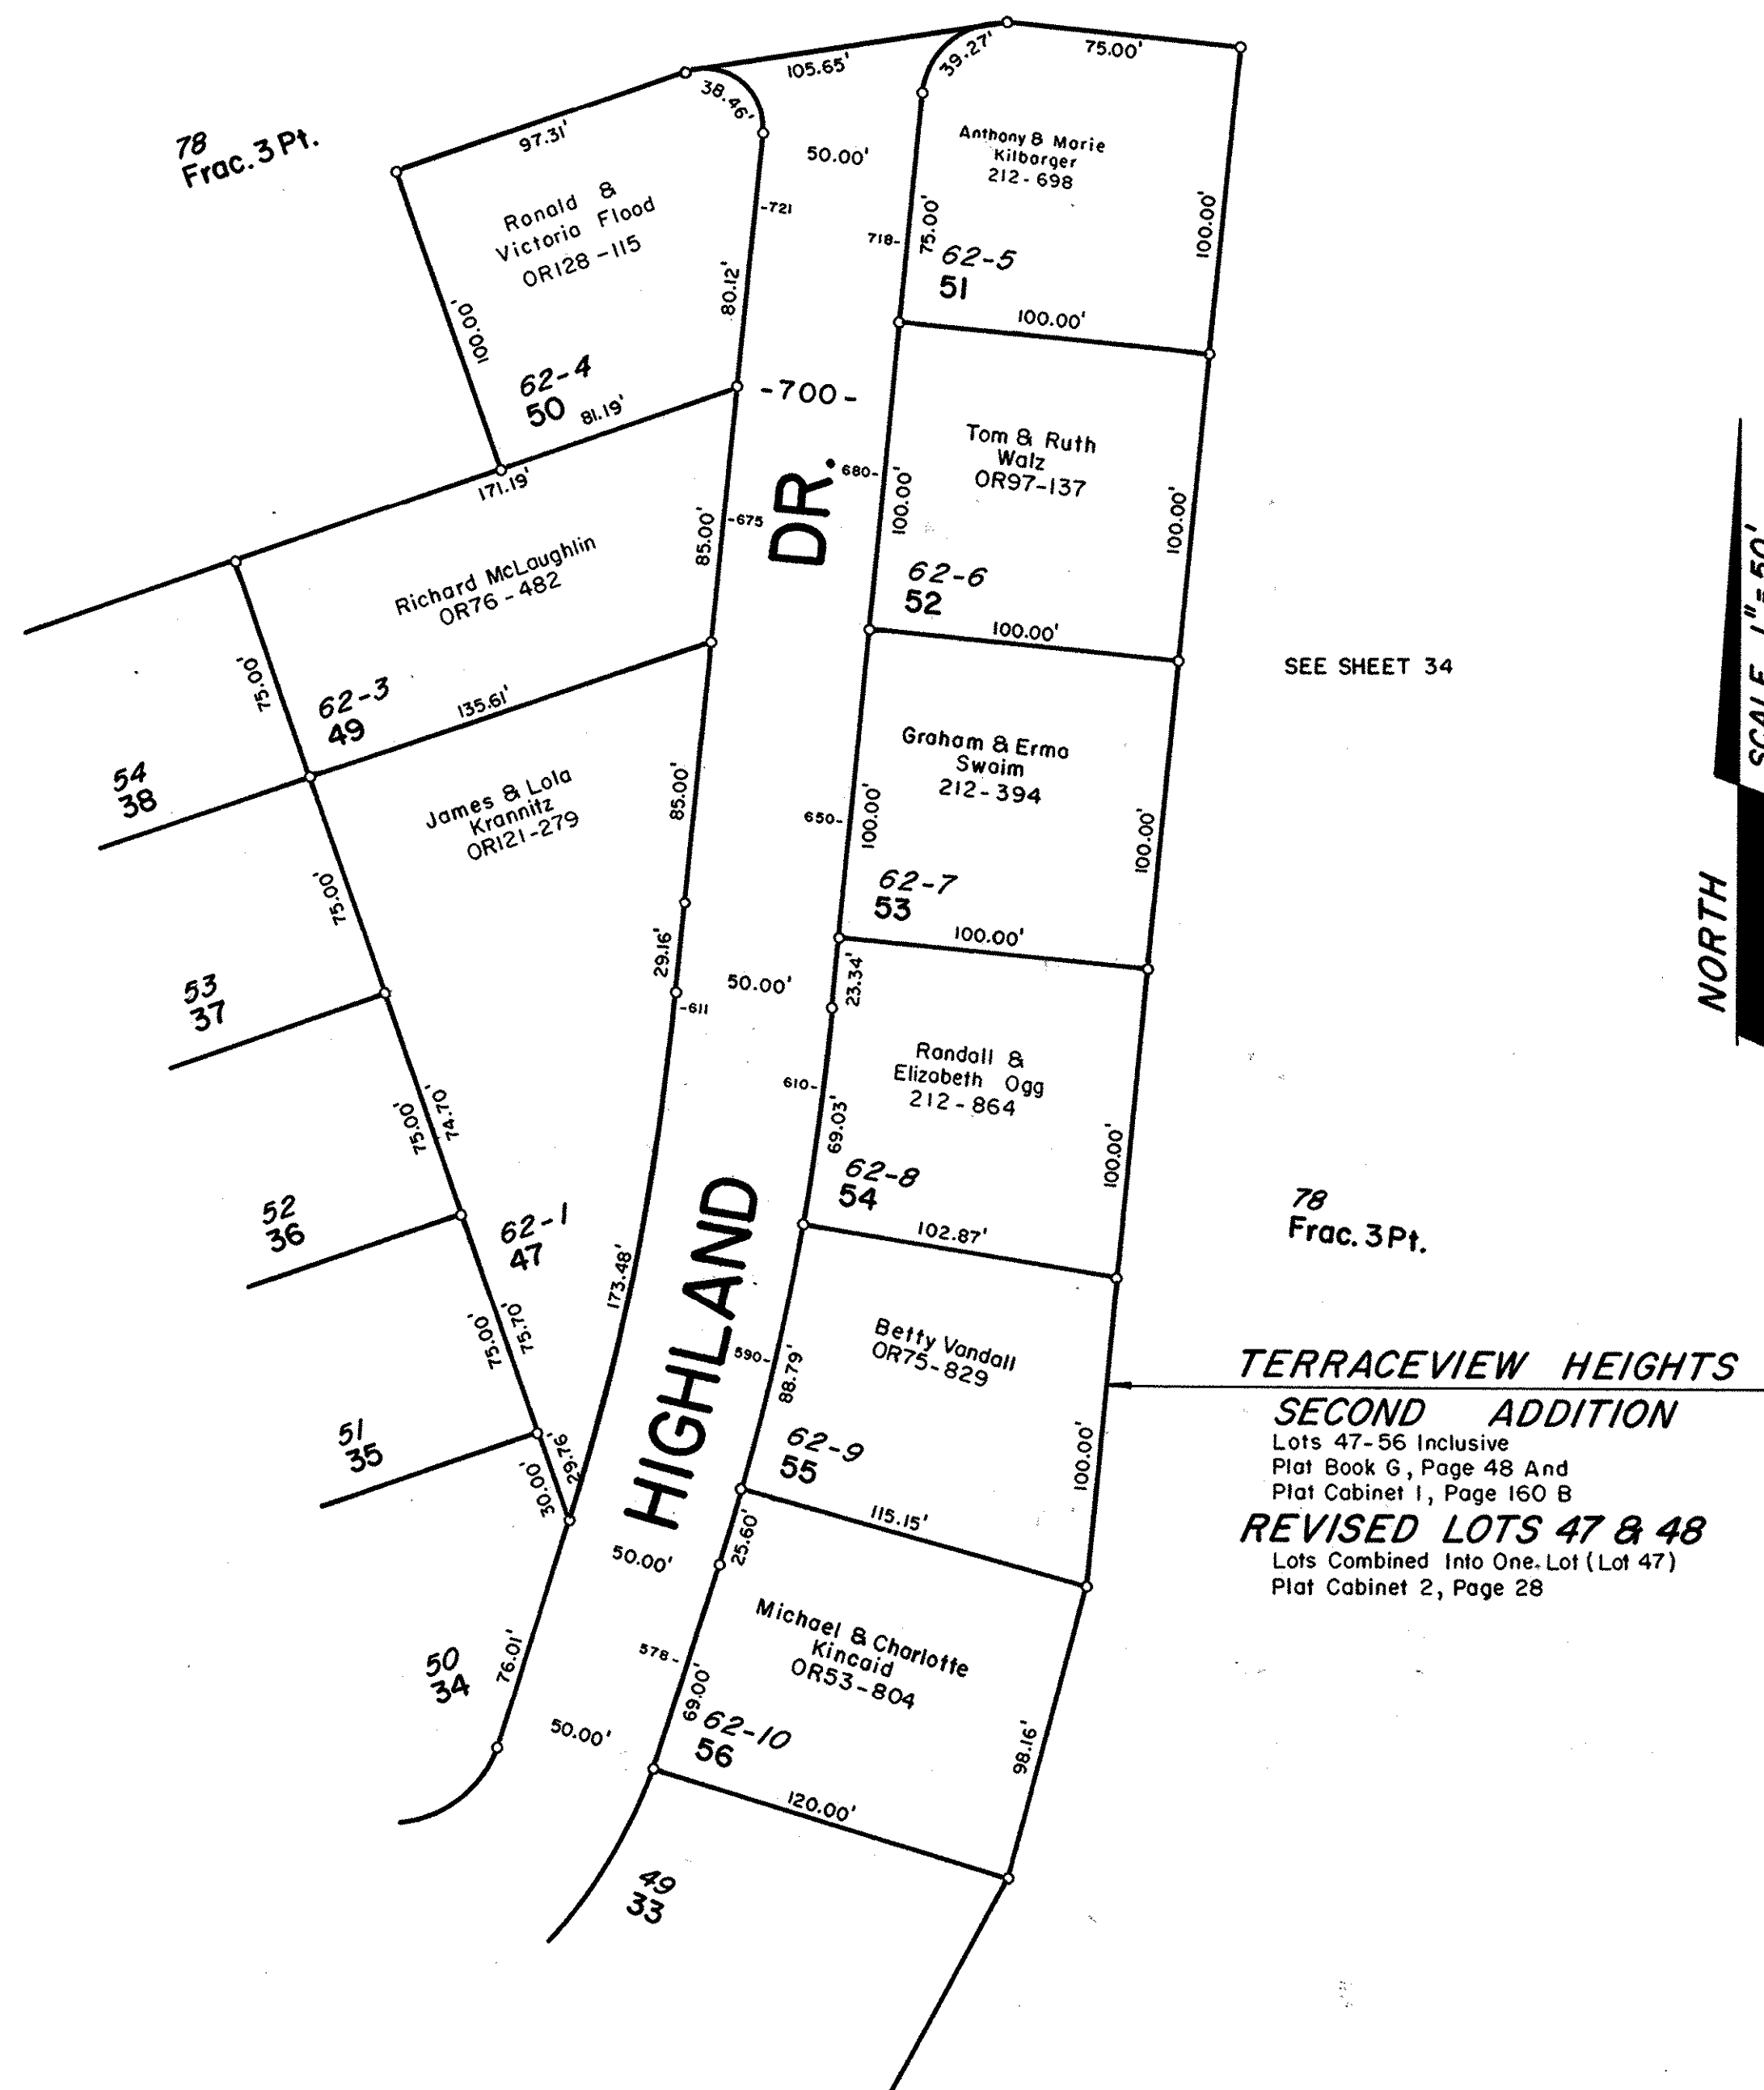 39.27'
75.00'
105.65'
38.46'
97.31'
78
Frac. 3 Pt.
50.00'
Anthony & Marie
Kilbarger
212-698
Ronald &
Victoria Flood
OR128-115
-721
718-
75.00'
100.00'
80.12'
62-5
51
100.00'
100.00'
62-4
50
81.19'
-700-
171.19'
Tom & Ruth
Walz
OR97-137
680-
100.00'
100.00'
DR.
-675
85.00'
Richard McLaughlin
OR76-482
62-6
52
100.00'
SEE SHEET 34
SCALE 1"=50'
NORTH
75.00'
62-3
49
135.61'
54
38
James & Lola
Krannitz
OR121-279
85.00'
Graham & Erma
Swaim
212-394
650-
100.00'
100.00'
75.00'
62-7
53
100.00'
29.16'
50.00'
23.34'
53
37
-611
Randall &
Elizabeth Ogg
212-864
610-
69.03'
100.00'
75.00'
74.70'
62-8
54
102.87'
78
Frac. 3 Pt.
52
36
62-1
47
173.48'
HIGHLAND
75.00'
75.70'
Betty Vandall
OR75-829
590-
88.79'
100.00'
TERRACEVIEW HEIGHTS
SECOND ADDITION
Lots 47-56 Inclusive
Plat Book G, Page 48 And
Plat Cabinet 1, Page 160 B
REVISED LOTS 47 & 48
Lots Combined Into One Lot (Lot 47)
Plat Cabinet 2, Page 28
51
35
62-9
55
30.00'
29.76'
115.15'
25.60'
50.00'
Michael & Charlotte
Kincaid
OR53-804
578-
76.01'
69.00'
50
34
62-10
56
50.00'
98.16'
120.00'
49
33